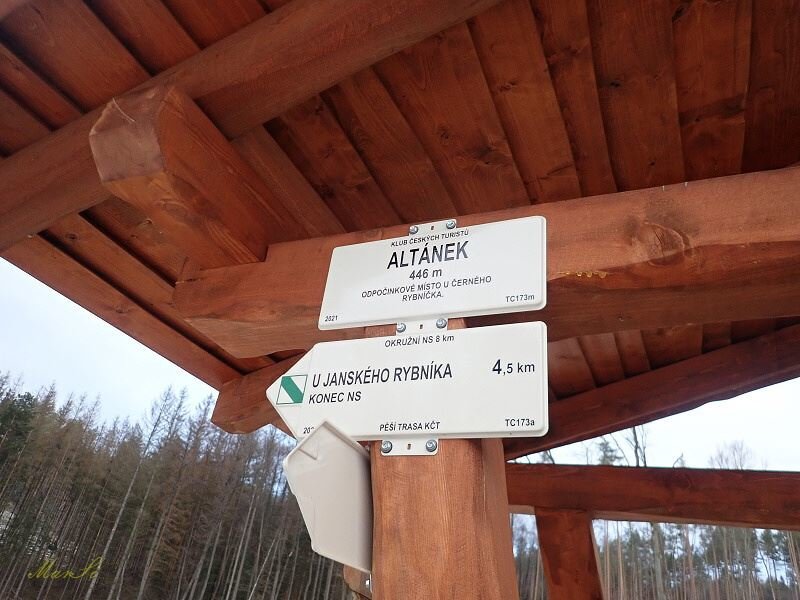 KLUB ČESKÝCH TURISTŮ
ALTÁNEK
446 m
ODPOČINKOVÉ MÍSTO U ČERNÉHO
RYBNÍČKA.
2021
TC173m
OKRUŽNÍ NS 8 km
U JANSKÉHO RYBNÍKA
4,5 km
KONEC NS
PĚŠÍ TRASA KČT
TC173a